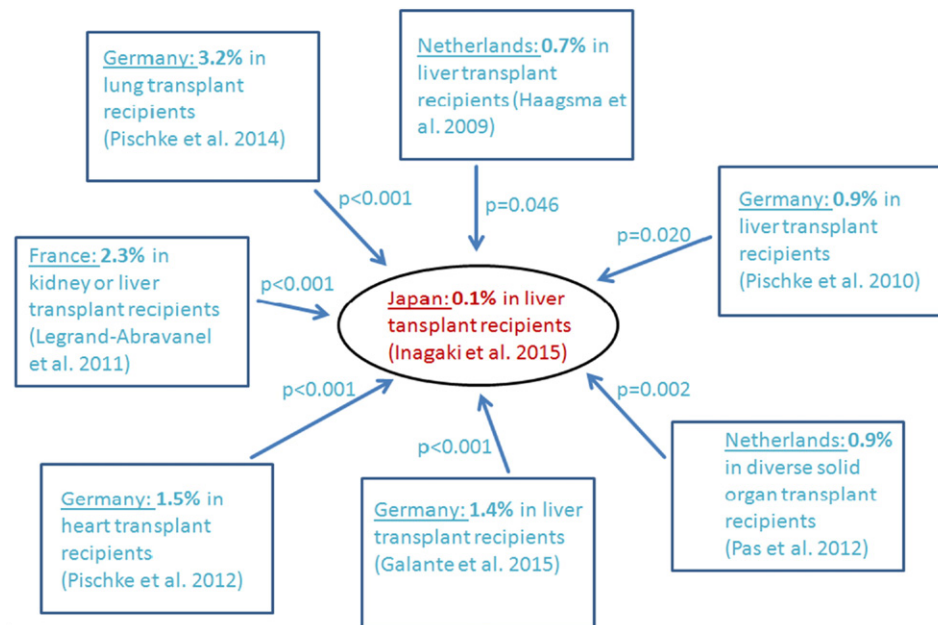 Germany: 3.2% in
lung transplant
recipients
(Pischke et al. 2014)
Netherlands: 0.7% in
liver transplant
recipients (Haagsma et
al. 2009)
Germany: 0.9% in
liver transplant
recipients
(Pischke et al. 2010)
p<0.001
p=0.046
p=0.020
France: 2.3% in
kidney or liver
transplant recipients
(Legrand-Abravanel
et al. 2011)
p<0.001
Japan: 0.1% in liver
tansplant recipients
(Inagaki et al. 2015)
p<0.001
p<0.001
p=0.002
Germany: 1.5% in
heart transplant
recipients
(Pischke et al. 2012)
Germany: 1.4% in liver
transplant recipients
(Galante et al. 2015)
Netherlands: 0.9%
in diverse solid
organ transplant
recipients
(Pas et al. 2012)